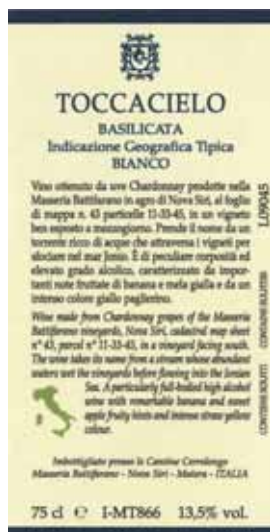 TOCCACIELO
BASILICATA
Indicazione Geografica Tipica
BIANCO
Vino ottenuto da uve Chardonnay prodotte nella
Masseria Battifarano in agro di Nova Siri, al foglio
di mappa n. 43 particelle 11-33-45, in un vigneto
ben esposto a mezzogiorno. Prende il nome da un
torrente ricco di acque che attraversa i vigneti per
sfociare nel mar Jonio. È di peculiare corposità ed
elevato grado alcolico, caratterizzato da impor-
tanti note fruttate di banana e mela gialla e da un
intenso colore giallo paglierino.
Wine made from Chardonnay grapes of the Masseria
Battifarano vineyards, Nova Siri, cadastral map sheet
n° 43, parcel n° 11-33-45, in a vineyard facing south.
The wine takes its name from a stream whose abundant
waters wet the vineyards before flowing into the Ionian
Sea. A particularly full-bodied high alcohol
wine with remarkable banana and sweet
apple fruity hints and intense straw yellow
colour.
Imbottigliato presso le Cantine Cerrolongo
Masseria Battifarano - Nova Siri - Matera - ITALIA
75 cl e I-MT866 13,5% vol.
L09045
CONTIENE SOLFITI CONTAINS SULFITES